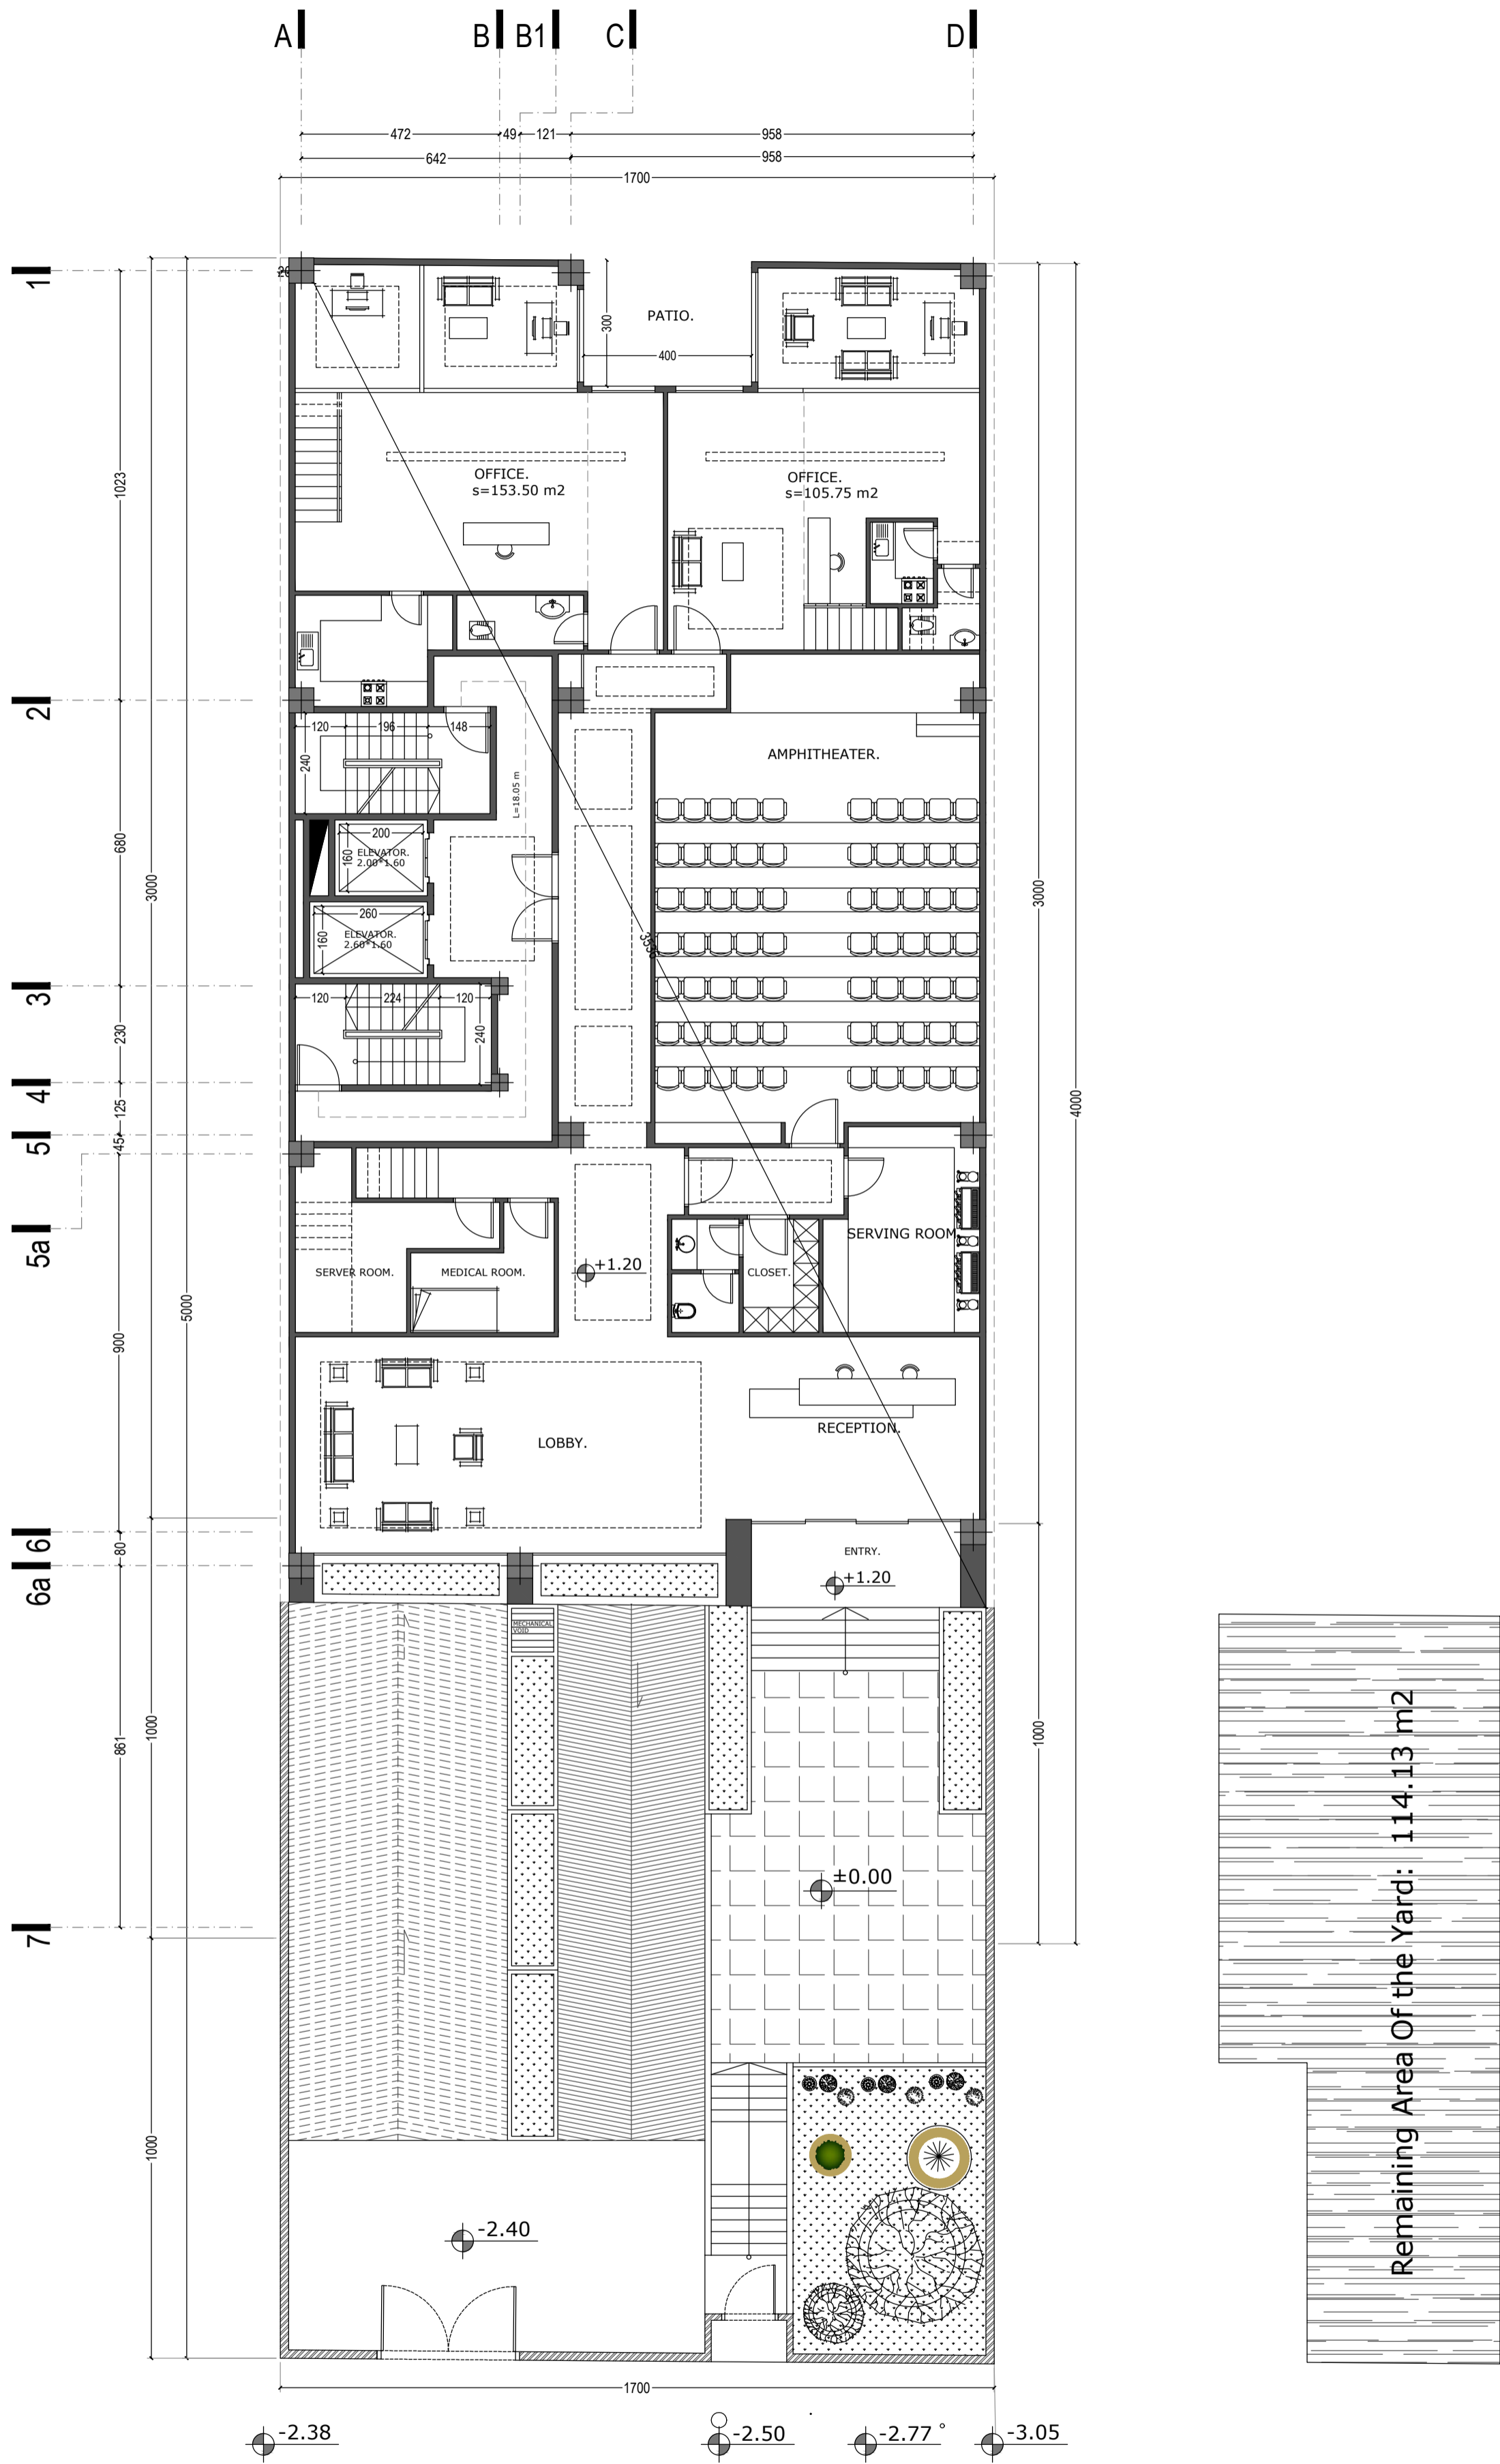 A
B
B1
C
D
472
49
121
958
642
958
1700
1
2
3
4
5
5a
6
6a
7
1023
680
230
125
45
900
80
861
3000
1000
1000
5000
3000
1000
4000
PATIO.
300
400
OFFICE.
s=153.50 m2
OFFICE.
s=105.75 m2
120
196
148
240
L=18.05 m
AMPHITHEATER.
200
160
ELEVATOR.
2.00*1.60
260
160
ELEVATOR.
2.60*1.60
120
224
120
240
SERVER ROOM.
MEDICAL ROOM.
+1.20
CLOSET.
SERVING ROOM
LOBBY.
RECEPTION.
ENTRY.
+1.20
MECHANICAL
VOID
±0.00
-2.40
1700
-2.38
-2.50
-2.77
-3.05
Remaining Area Of the Yard: 114.13 m2